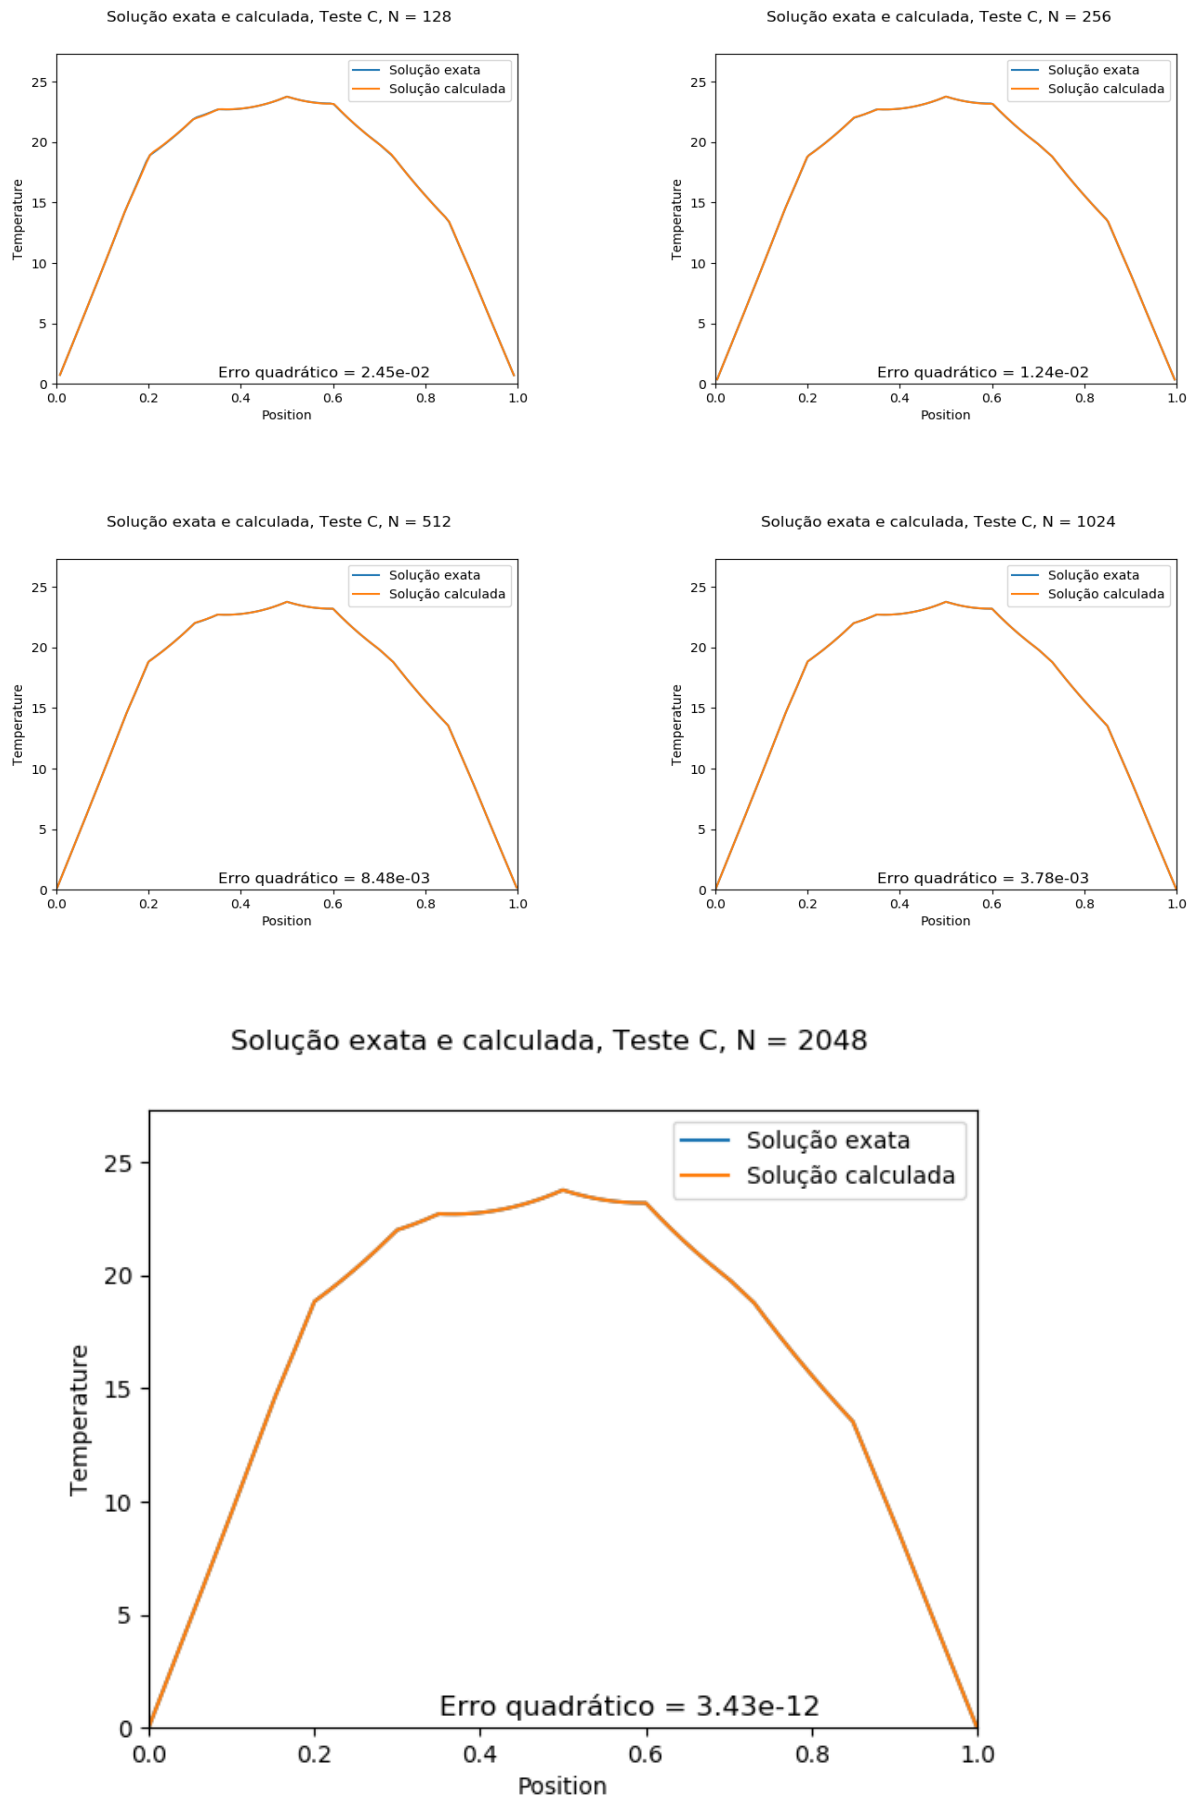 Solução exata e calculada, Teste C, N = 128
Solução exata
Solução calculada
25
20
15
10
5
0
Temperature
Erro quadrático = 2.45e-02
0.0 0.2 0.4 0.6 0.8 1.0
Position
Solução exata e calculada, Teste C, N = 256
Solução exata
Solução calculada
25
20
15
10
5
0
Temperature
Erro quadrático = 1.24e-02
0.0 0.2 0.4 0.6 0.8 1.0
Position
Solução exata e calculada, Teste C, N = 512
Solução exata
Solução calculada
25
20
15
10
5
0
Temperature
Erro quadrático = 8.48e-03
0.0 0.2 0.4 0.6 0.8 1.0
Position
Solução exata e calculada, Teste C, N = 1024
Solução exata
Solução calculada
25
20
15
10
5
0
Temperature
Erro quadrático = 3.78e-03
0.0 0.2 0.4 0.6 0.8 1.0
Position
Solução exata e calculada, Teste C, N = 2048
Solução exata
Solução calculada
25
20
15
10
5
0
Temperature
Erro quadrático = 3.43e-12
0.0 0.2 0.4 0.6 0.8 1.0
Position